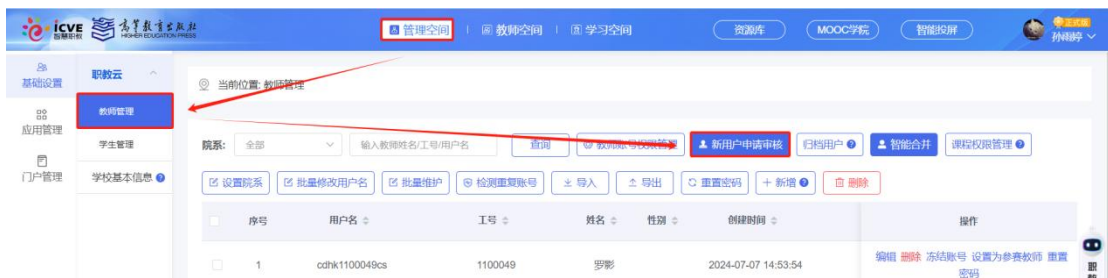 icve 智慧职教 高等教育出版社 HIGHER EDUCATION PRESS 管理空间 教师空间 学习空间 资源库 MOOC学院 智能投屏 正式版 孙雨婷
基础设置 职教云 当前位置: 教师管理
教师管理
应用管理
学生管理 院系: 全部 输入教师姓名/工号/用户名 查询 教师账号权限管理 新用户申请审核 归档用户 智能合并 课程权限管理
门户管理 学校基本信息 设置院系 批量修改用户名 批量维护 检测重复账号 导入 导出 重置密码 新增 删除
序号 用户名 工号 姓名 性别 创建时间 操作
1 cdhk1100049cs 1100049 罗影 2024-07-07 14:53:54 编辑 删除 冻结账号 设置为参赛教师 重置
密码
职